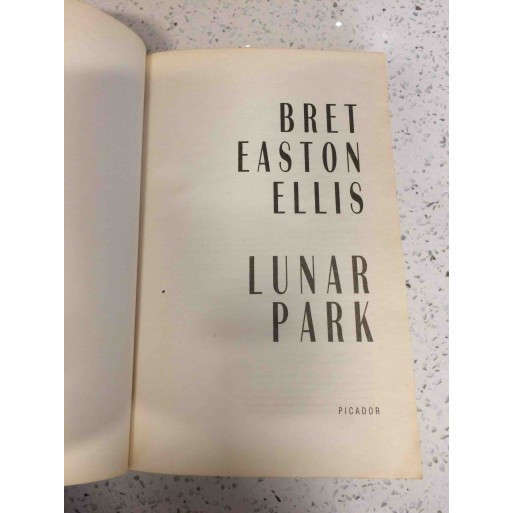 BRET
EASTON
ELLIS
LUNAR
PARK
PICADOR